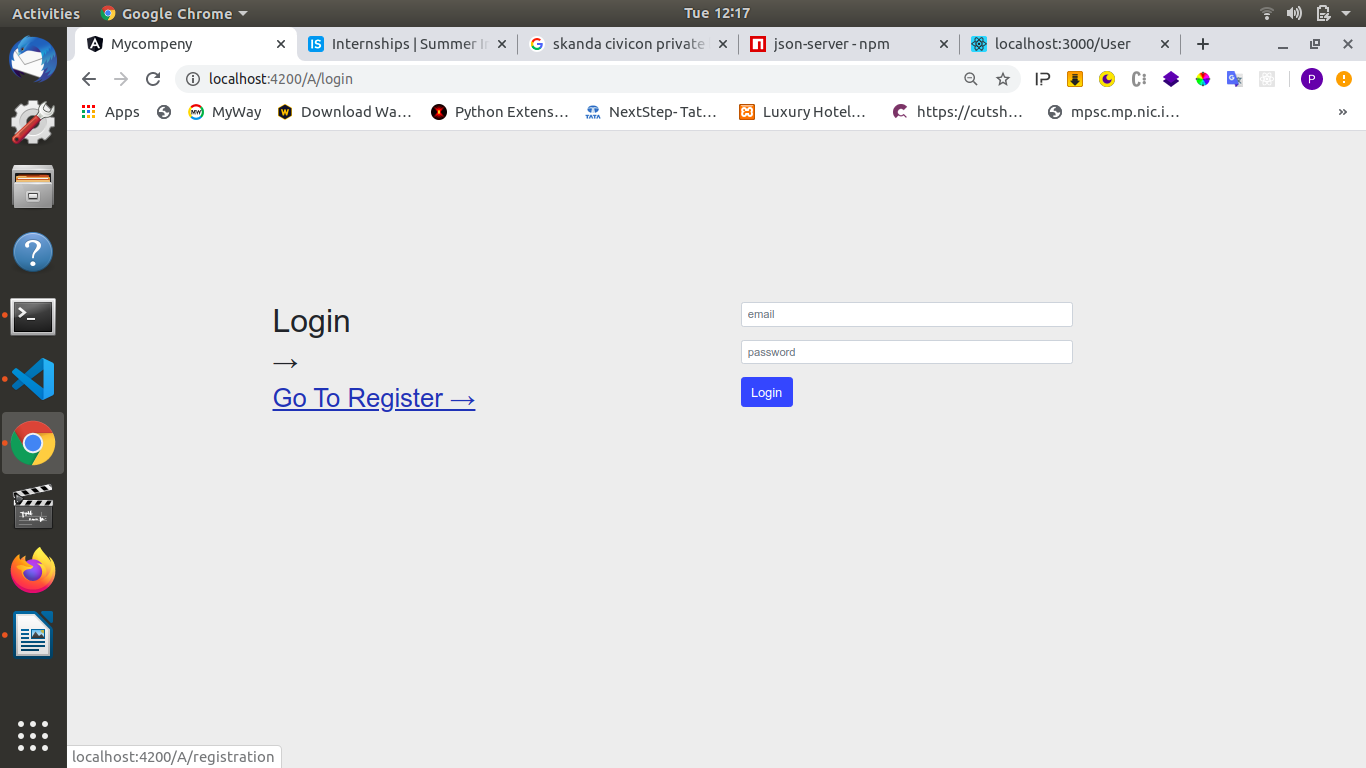 Activities Google Chrome Tue 12:17
Mycompeny Internships | Summer I skanda civicon private json-server - npm localhost:3000/User
localhost:4200/A/login
Apps MyWay Download Wa… Python Extens… NextStep- Tat… Luxury Hotel… https://cutsh… mpsc.mp.nic.i… »
Login
→
Go To Register →
email
password
Login
localhost:4200/A/registration